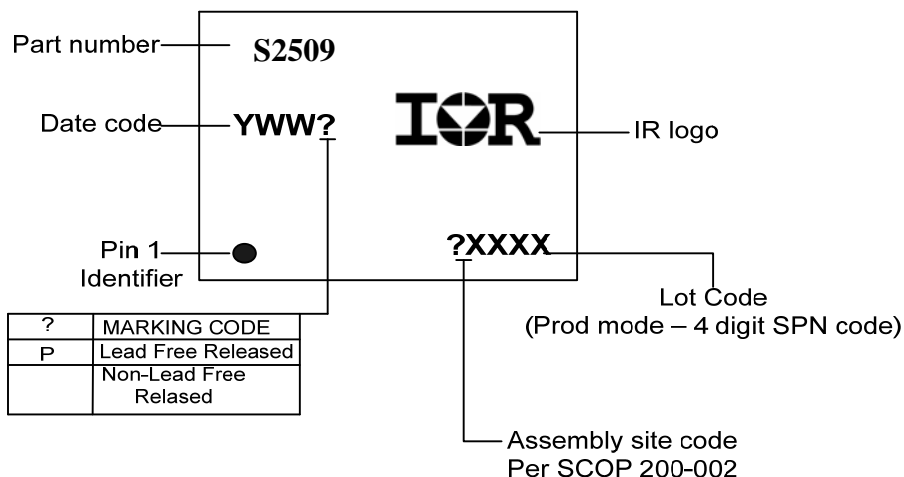 Part number
S2509
Date code
YWW?
IOR
IR logo
Pin 1
Identifier
?XXXX
Lot Code
(Prod mode – 4 digit SPN code)
? MARKING CODE
P Lead Free Released
Non-Lead Free
Relased
Assembly site code
Per SCOP 200-002